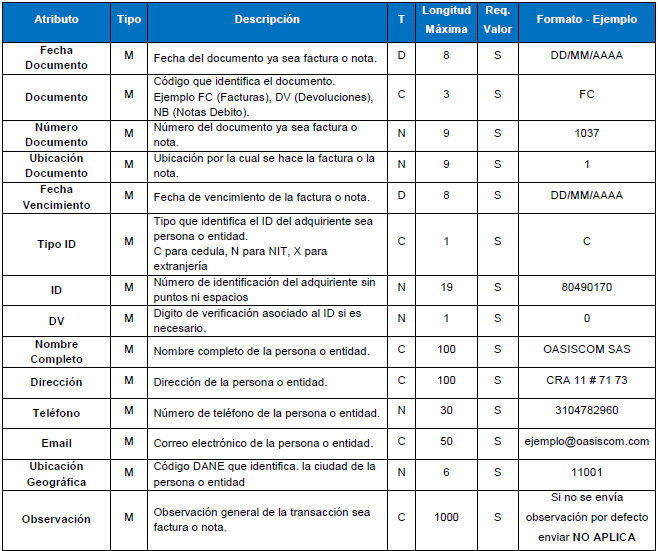 Atributo Tipo Descripción T Longitud Máxima Req. Valor Formato - Ejemplo
Fecha Documento M Fecha del documento ya sea factura o nota. D 8 S DD/MM/AAAA
Documento M Código que identifica el documento.
Ejemplo FC (Facturas), DV (Devoluciones),
NB (Notas Debito). C 3 S FC
Número Documento M Número del documento ya sea factura o
nota. N 9 S 1037
Ubicación Documento M Ubicación por la cual se hace la factura o la
nota. N 9 S 1
Fecha Vencimiento M Fecha de vencimiento de la factura o nota. D 8 S DD/MM/AAAA
Tipo ID M Tipo que identifica el ID del adquiriente sea
persona o entidad.
C para cedula, N para NIT, X para
extranjería C 1 S C
ID M Número de identificación del adquiriente sin
puntos ni espacios N 19 S 80490170
DV M Digito de verificación asociado al ID si es
necesario. N 1 S 0
Nombre Completo M Nombre completo de la persona o entidad. C 100 S OASISCOM SAS
Dirección M Dirección de la persona o entidad. C 100 S CRA 11 # 71 73
Teléfono M Número de teléfono de la persona o entidad. N 30 S 3104782960
Email M Correo electrónico de la persona o entidad. C 50 S ejemplo@oasiscom.com
Ubicación Geográfica M Código DANE que identifica. la ciudad de la
persona o entidad N 6 S 11001
Observación M Observación general de la transacción sea
factura o nota. C 1000 S Si no se envía
observación por defecto
enviar NO APLICA